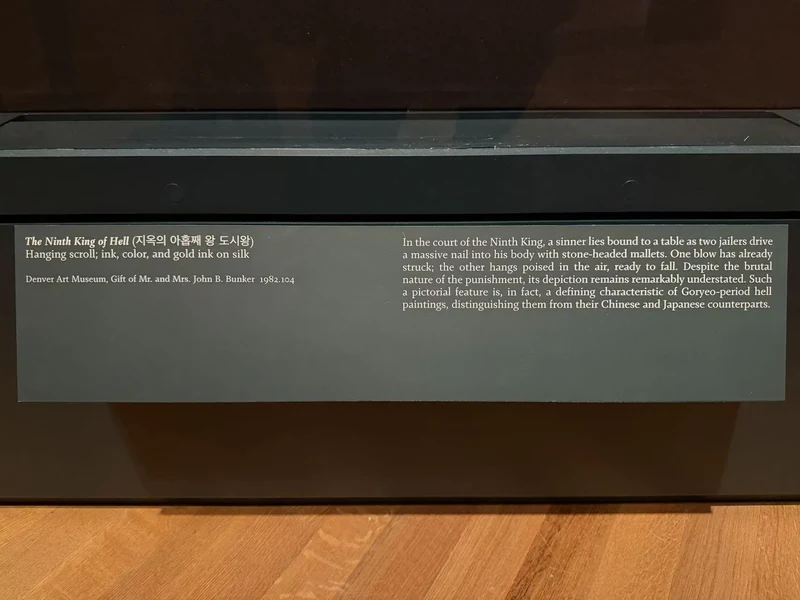 The Ninth King of Hell (지옥의 아홉째 왕 도시왕)
Hanging scroll; ink, color, and gold ink on silk
Denver Art Museum, Gift of Mr. and Mrs. John B. Bunker 1982.104
In the court of the Ninth King, a sinner lies bound to a table as two jailers drive
a massive nail into his body with stone-headed mallets. One blow has already
struck; the other hangs poised in the air, ready to fall. Despite the brutal
nature of the punishment, its depiction remains remarkably understated. Such
a pictorial feature is, in fact, a defining characteristic of Goryeo-period hell
paintings, distinguishing them from their Chinese and Japanese counterparts.